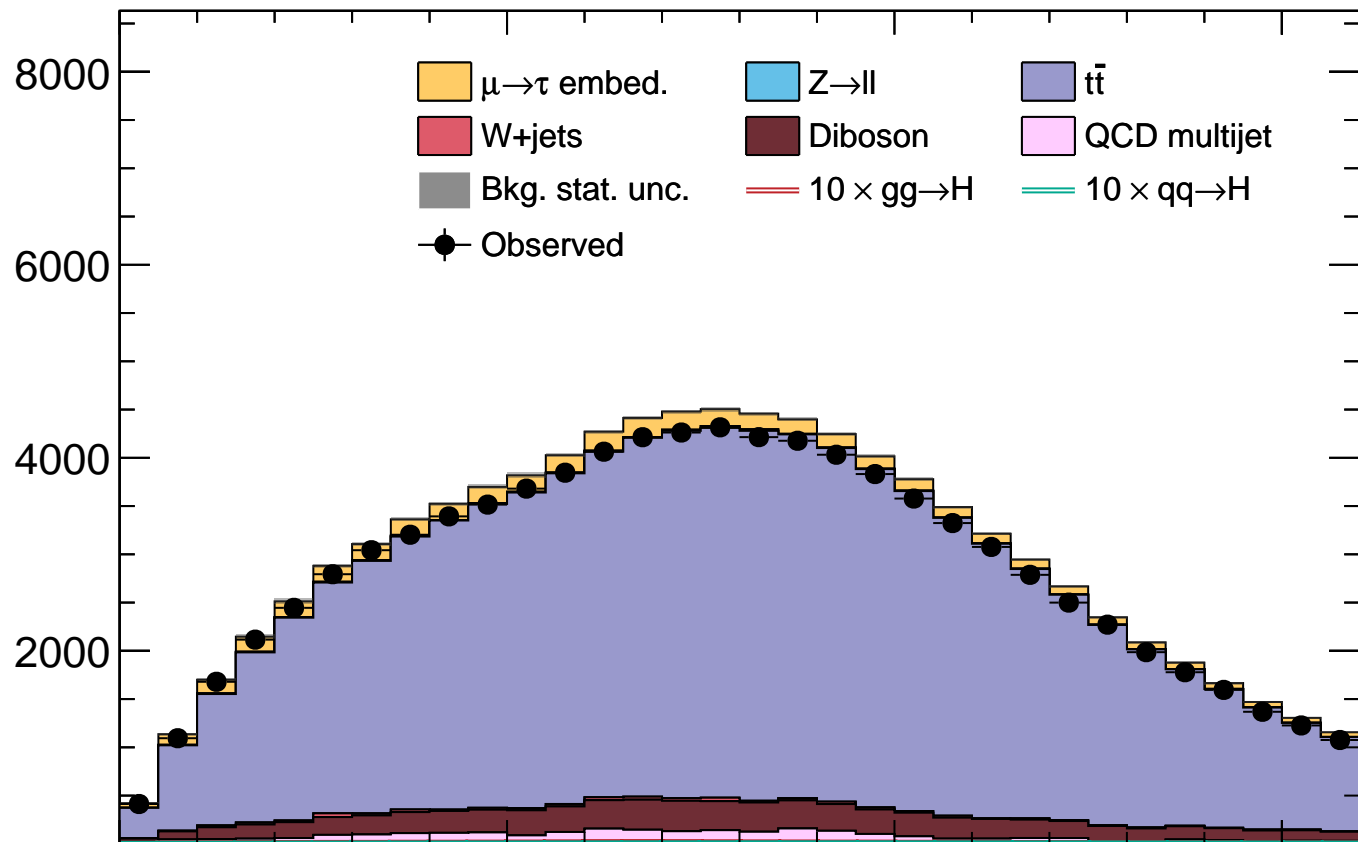 8000
μ→τ embed. Z→ll tt̄
W+jets Diboson QCD multijet
Bkg. stat. unc. 10 × gg→H 10 × qq→H
6000
Observed
4000
2000